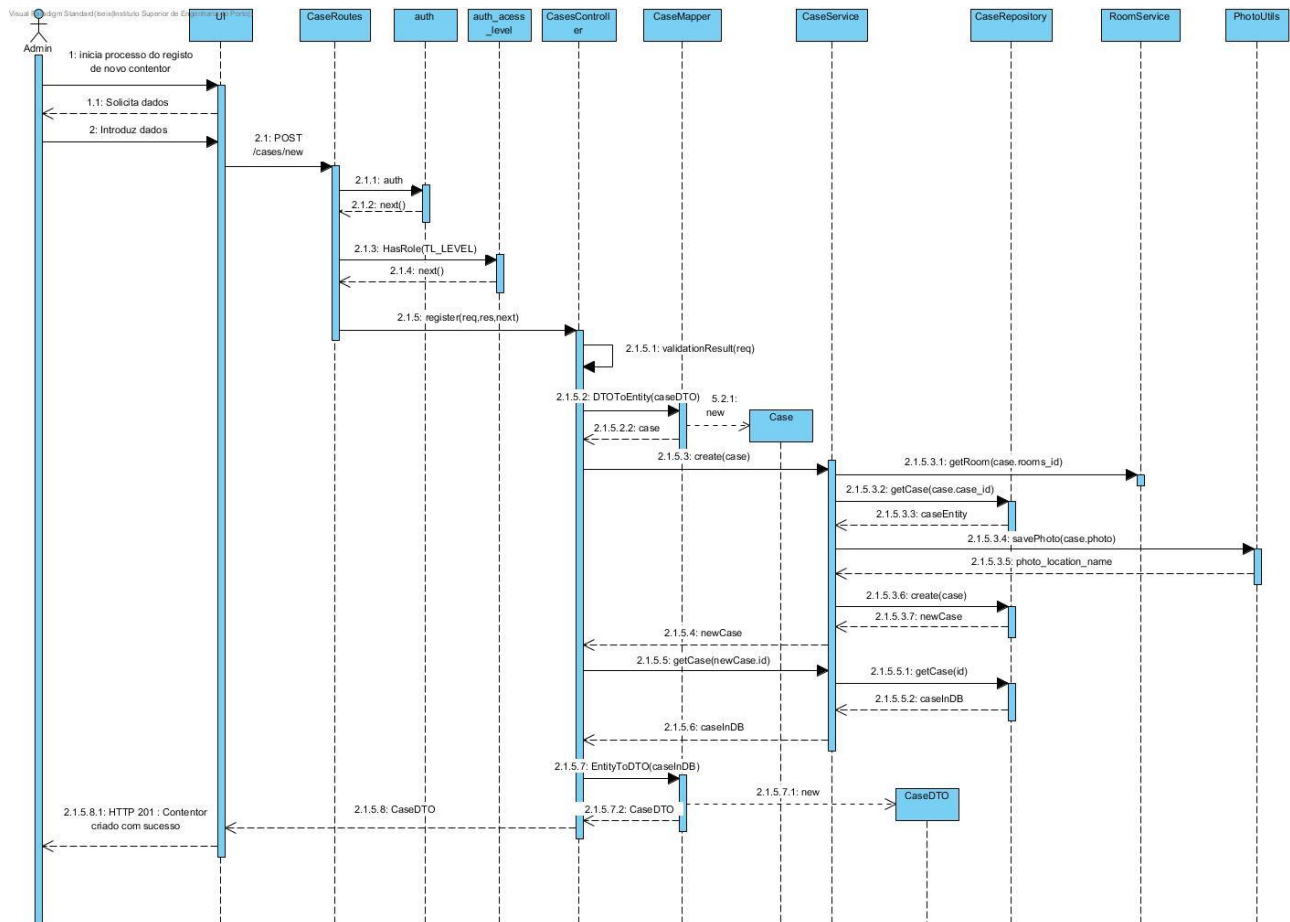 Visual Paradigm Standard(iseis(Instituto Superior de Engenharia do Porto)
Admin
UI
CaseRoutes
auth
auth_acess
_level
CasesControll
er
CaseMapper
CaseService
CaseRepository
RoomService
PhotoUtils
1: inicia processo do registo
de novo contentor
1.1: Solicita dados
2: Introduz dados
2.1: POST
/cases/new
2.1.1: auth
2.1.2: next()
2.1.3: HasRole(TL_LEVEL)
2.1.4: next()
2.1.5: register(req,res,next)
2.1.5.1: validationResult(req)
2.1.5.2: DTOToEntity(caseDTO)
5.2.1:
new
Case
2.1.5.2.2: case
2.1.5.3: create(case)
2.1.5.3.1: getRoom(case.rooms_id)
2.1.5.3.2: getCase(case.case_id)
2.1.5.3.3: caseEntity
2.1.5.3.4: savePhoto(case.photo)
2.1.5.3.5: photo_location_name
2.1.5.3.6: create(case)
2.1.5.3.7: newCase
2.1.5.4: newCase
2.1.5.5: getCase(newCase.id)
2.1.5.5.1: getCase(id)
2.1.5.5.2: caseInDB
2.1.5.6: caseInDB
2.1.5.7: EntityToDTO(caseInDB)
2.1.5.7.1: new
CaseDTO
2.1.5.7.2: CaseDTO
2.1.5.8: CaseDTO
2.1.5.8.1: HTTP 201 : Contentor
criado com sucesso